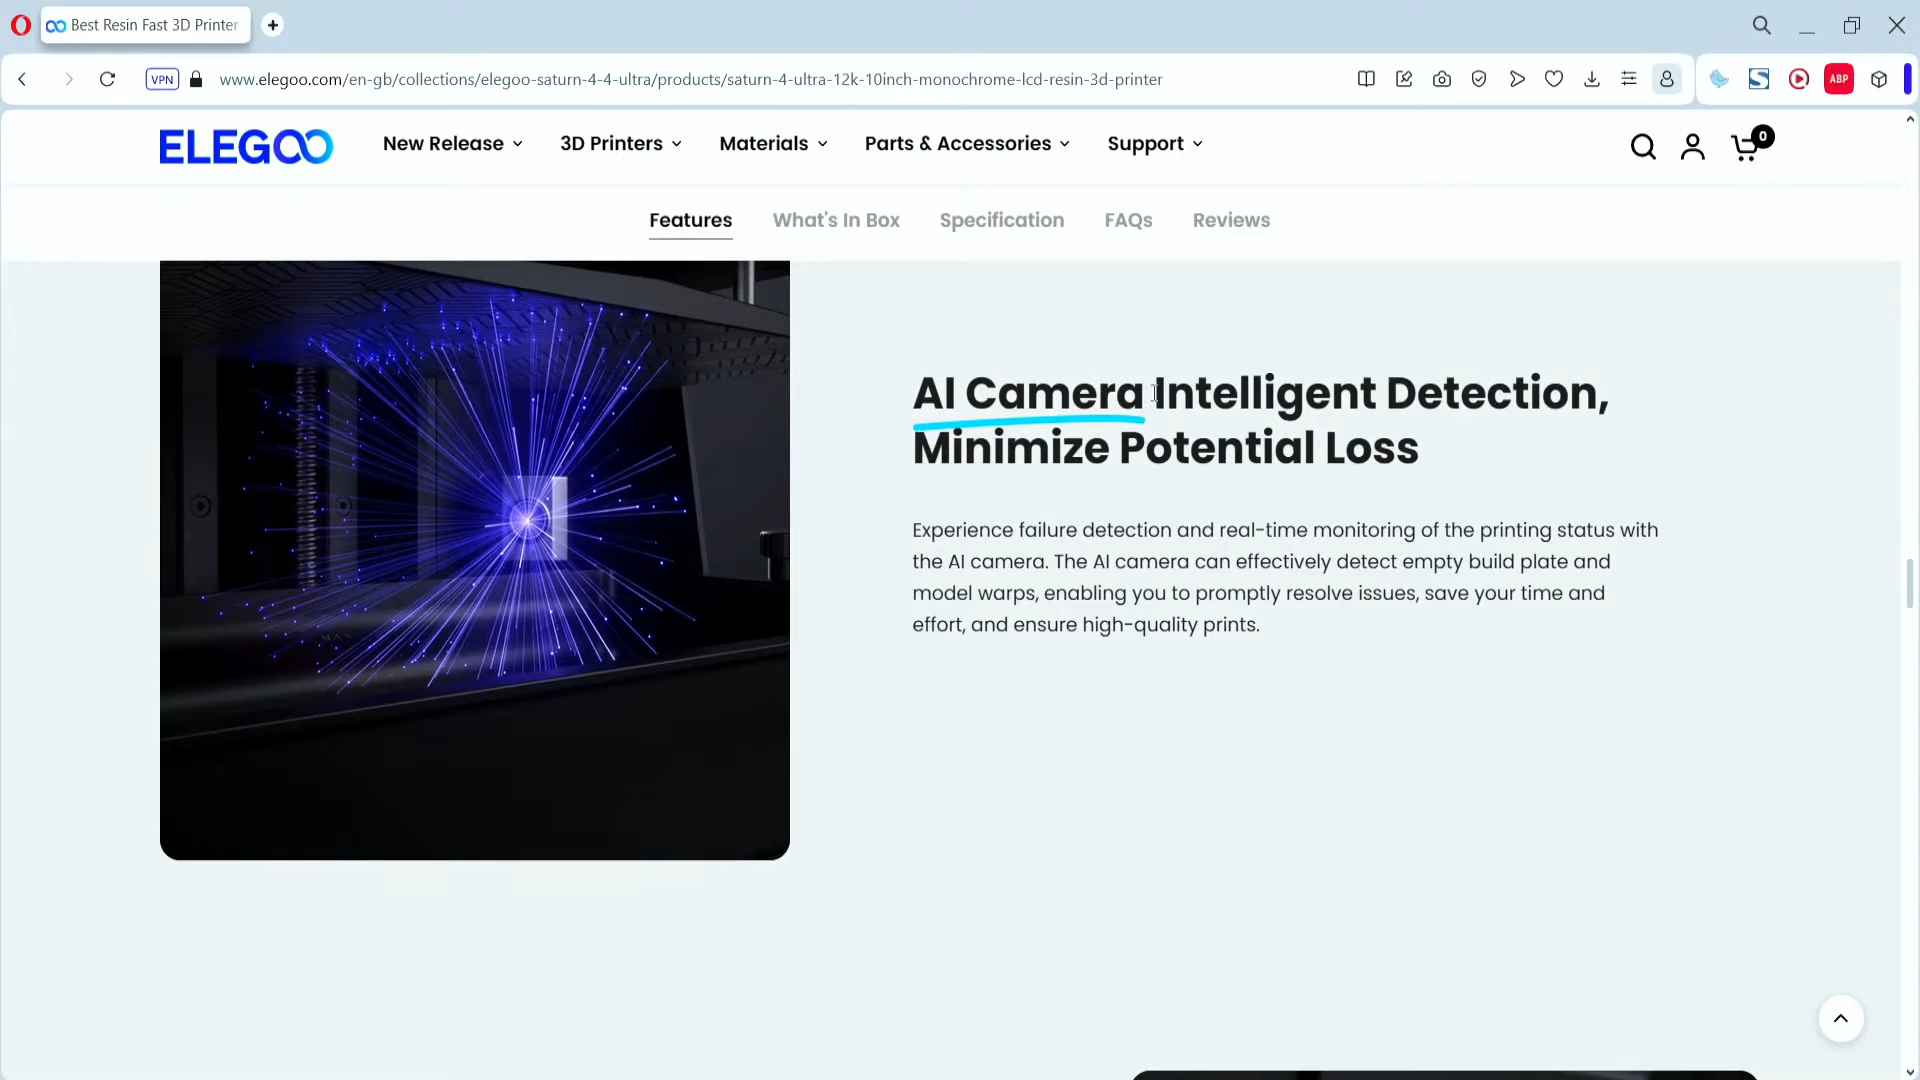 Best Resin Fast 3D Printer
VPN
www.elegoo.com/en-gb/collections/elegoo-saturn-4-4-ultra/products/saturn-4-ultra-12k-10inch-monochrome-lcd-resin-3d-printer
ABP
ELEGOO
New Release
3D Printers
Materials
Parts & Accessories
Support
0
Features
What's In Box
Specification
FAQs
Reviews
MAX
AI Camera Intelligent Detection,
Minimize Potential Loss
Experience failure detection and real-time monitoring of the printing status with
the AI camera. The AI camera can effectively detect empty build plate and
model warps, enabling you to promptly resolve issues, save your time and
effort, and ensure high-quality prints.